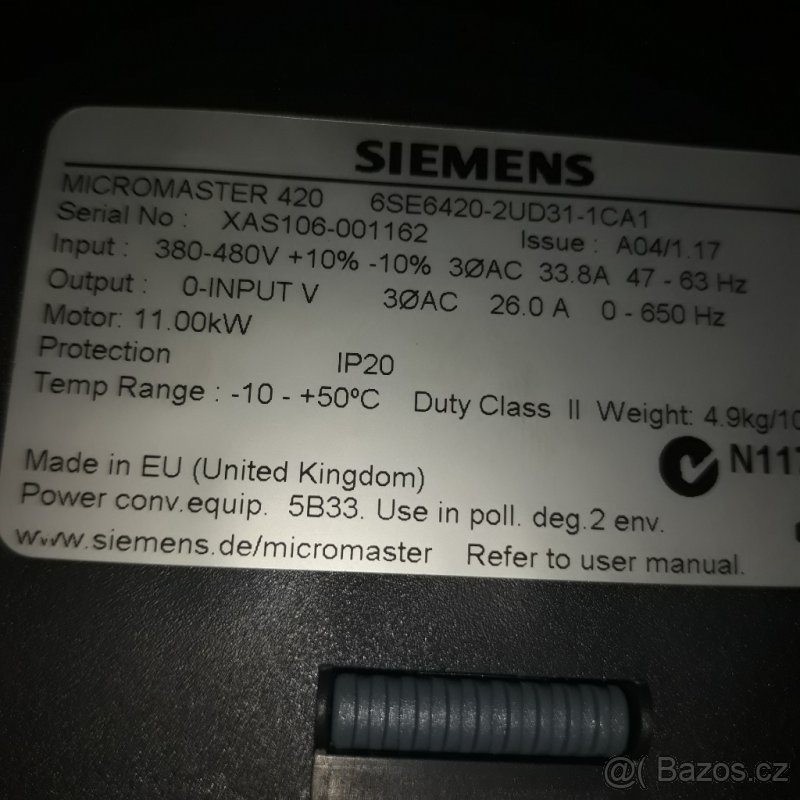 SIEMENS
MICROMASTER 420 6SE6420-2UD31-1CA1
Serial No : XAS106-001162 Issue : A04/1.17
Input : 380-480V +10% -10% 3ØAC 33.8A 47 - 63 Hz
Output : 0-INPUT V 3ØAC 26.0 A 0 - 650 Hz
Motor: 11.00kW
Protection IP20
Temp Range : -10 - +50ºC Duty Class II Weight: 4.9kg/10
Made in EU (United Kingdom) N117
Power conv.equip. 5B33. Use in poll. deg.2 env.
www.siemens.de/micromaster Refer to user manual.
@( Bazos.cz